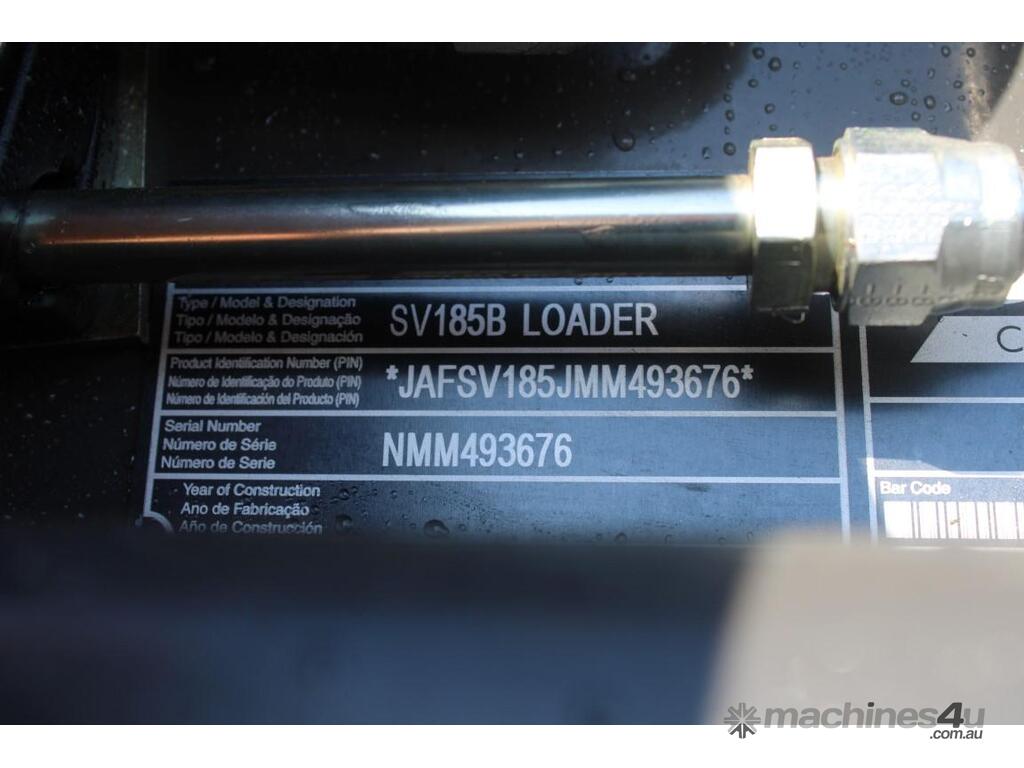 Type / Model & Designation
Tipo / Modelo & Designação
Tipo / Modelo & Designación
SV185B LOADER
Product Identification Number (PIN)
Número de Identificação do Produto (PIN)
Número de Identificación del Producto (PIN)
*JAFSV185JMM493676*
Serial Number
Número de Série
Número de Serie
NMM493676
Year of Construction
Ano de Fabricação
Año de Construcción
C
Bar Code
machines4u
.com.au